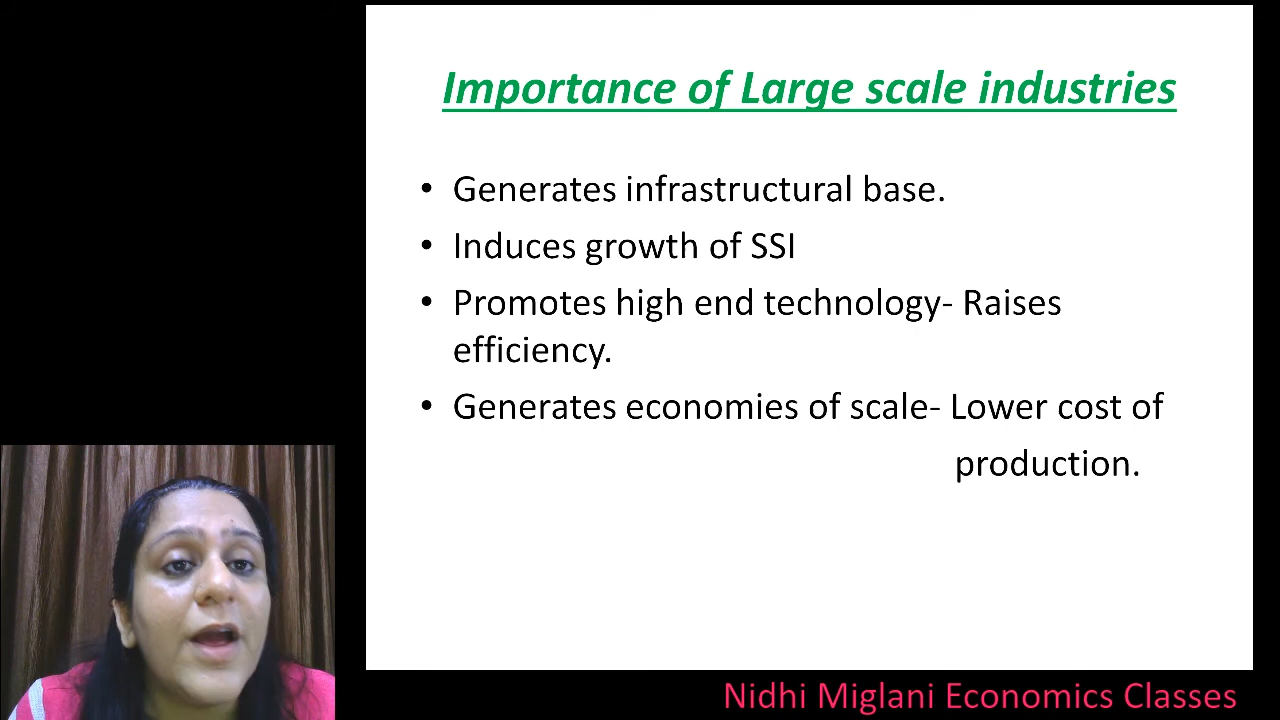 Importance of Large scale industries
• Generates infrastructural base.
• Induces growth of SSI
• Promotes high end technology- Raises
efficiency.
• Generates economies of scale- Lower cost of
production.
Nidhi Miglani Economics Classes